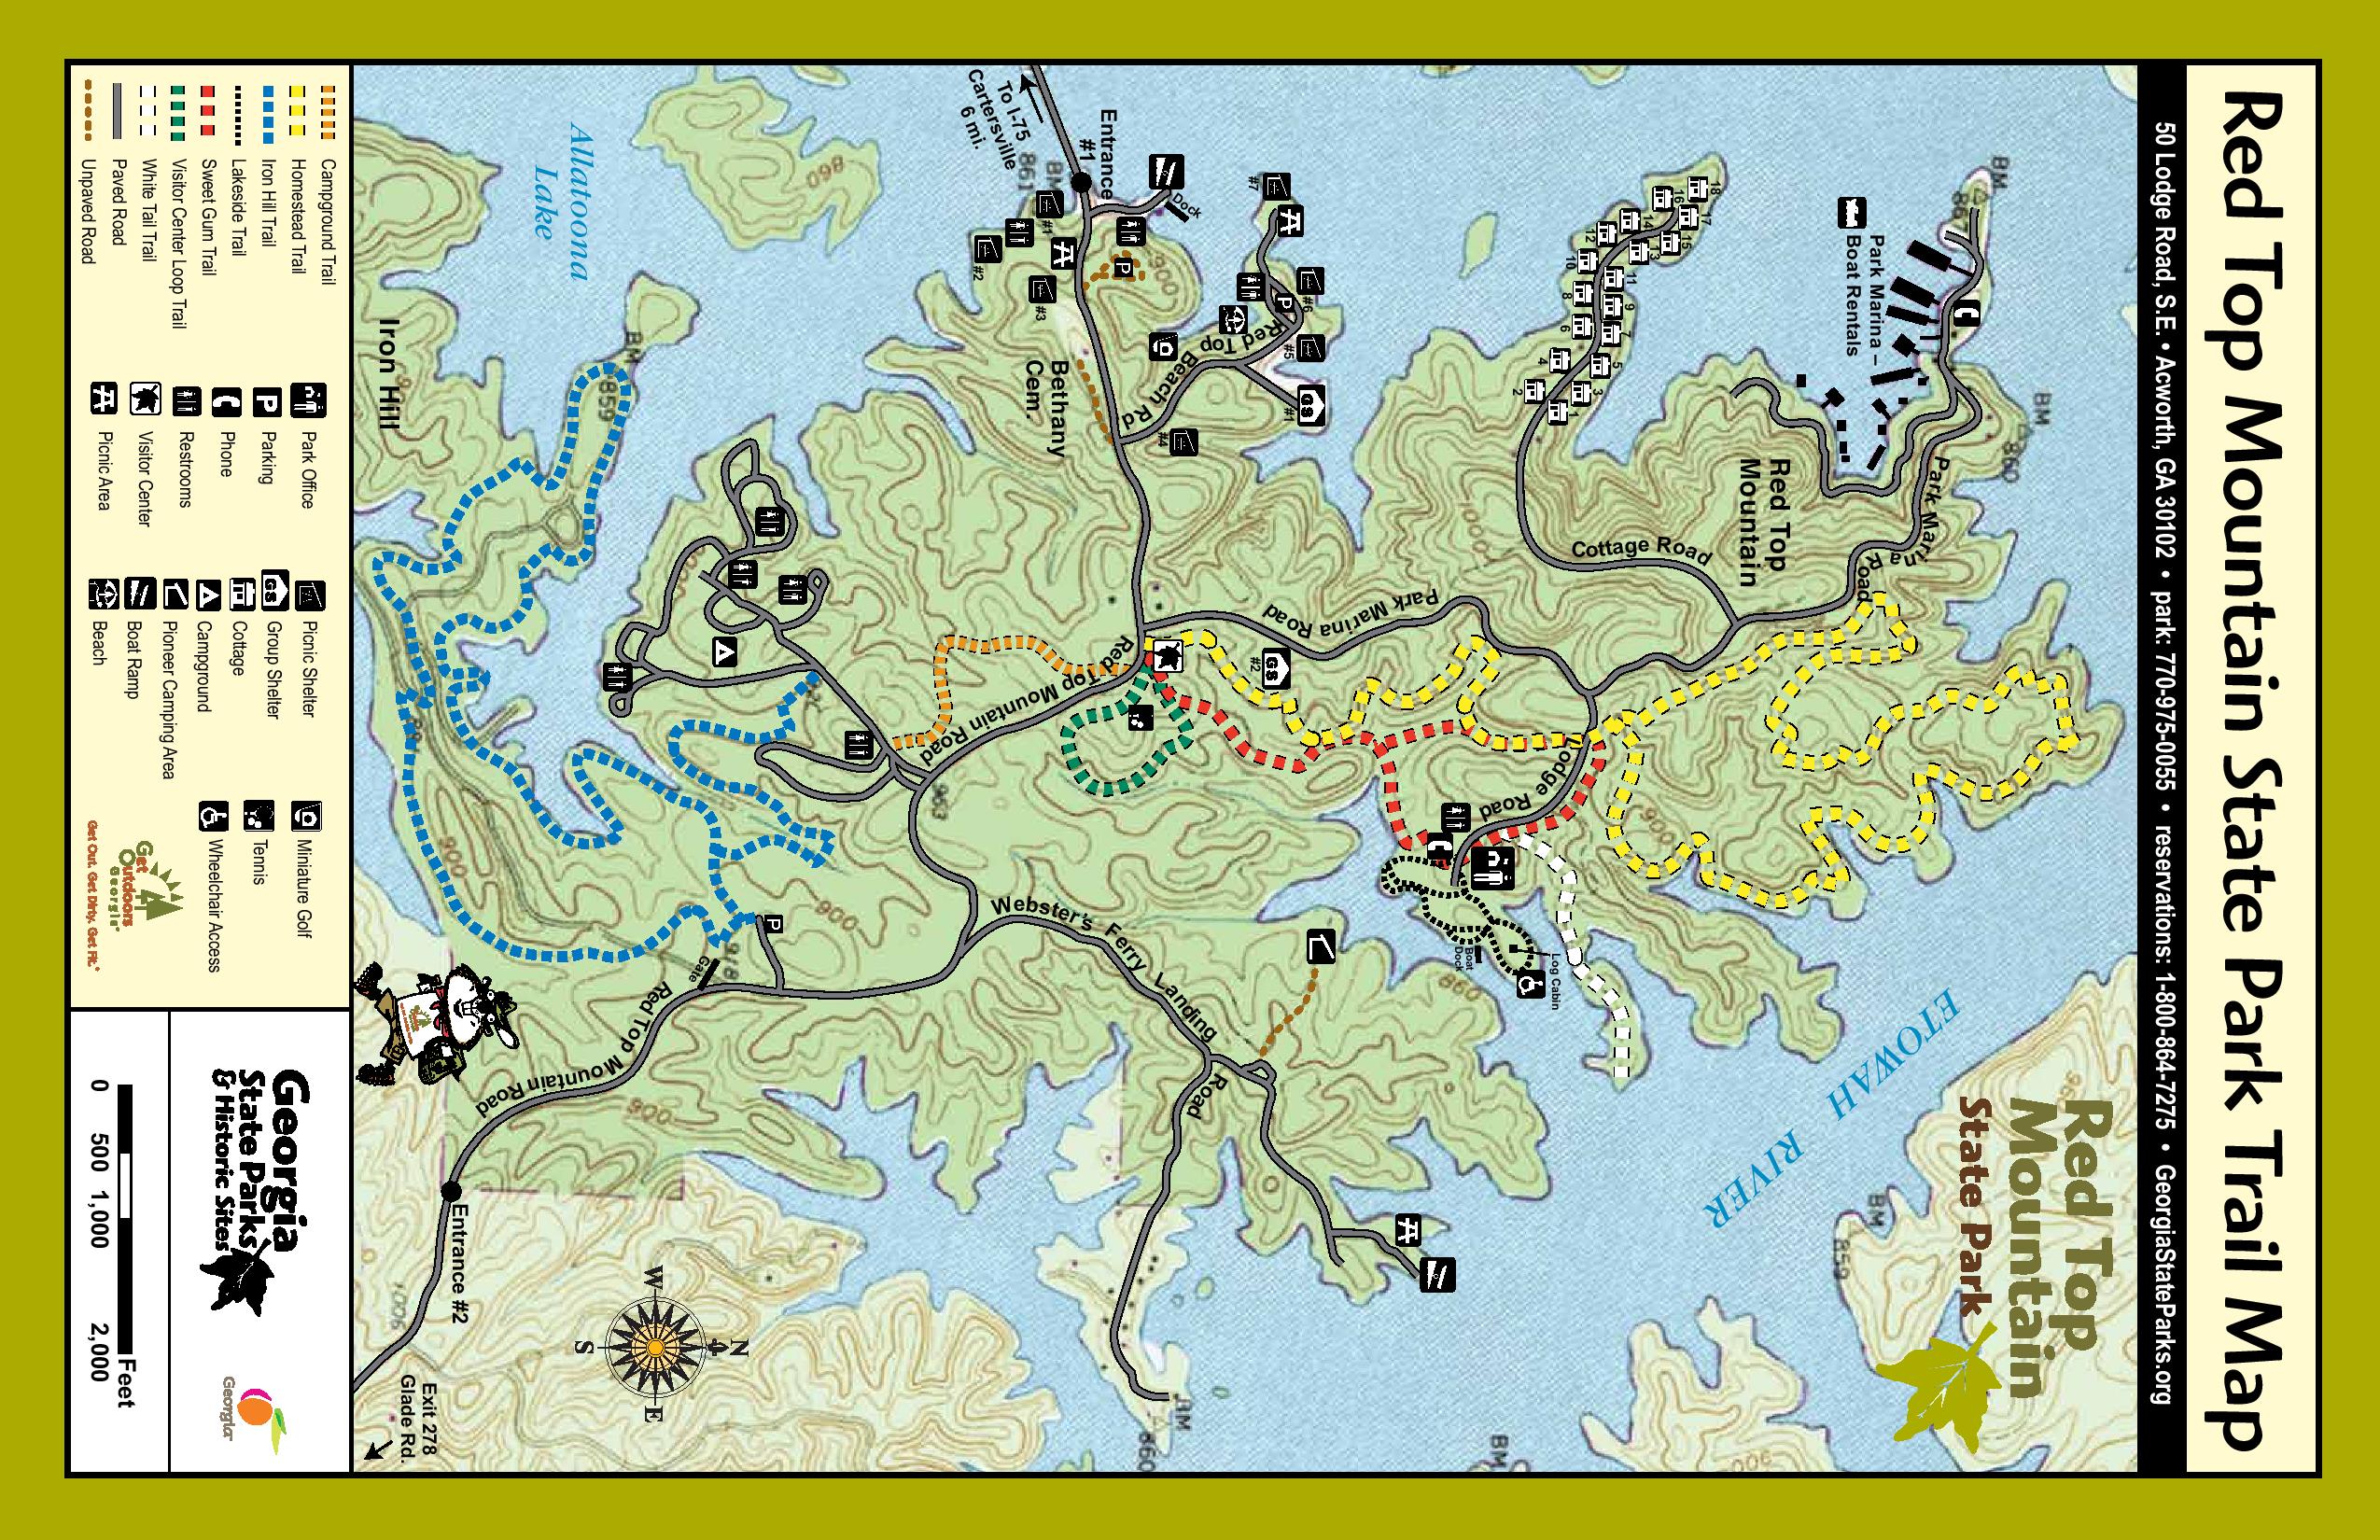 Red Top Mountain State Park Trail Map
50 Lodge Road, S.E. • Acworth, GA 30102 • park: 770-975-0055 • reservations: 1-800-864-7275 • GeorgiaStateParks.org
Red Top
Mountain
State Park
ETOWAH
RIVER
BM
860
BM
867
Park Marina Road
Park Marina –
Boat Rentals
BM
859
Red Top
Mountain
Cottage Road
900
18
17
16
15
14
13
12
11
10
9
8
7
6
5
4
3
2
1
Lodge Road
Log Cabin
Boat
Dock
860
1000
BM
Park Marina Road
GS
#1
GS
#2
#6
#5
#7
P
Red Top Beach Rd
#4
Dock
900
P
Entrance
#1
BM
861
#1
#3
#2
To I-75
Cartersville
6 mi.
Bethany
Cem.
Webster's Ferry Landing Road
BM
860
Red Top Mountain Road
963
860
900
P
918
Gate
Red Top Mountain Road
900
N
W
E
S
BM
859
Allatoona
Lake
900
Iron Hill
Entrance #2
1006
Exit 278
Glade Rd.
Campground Trail
Homestead Trail
Iron Hill Trail
Lakeside Trail
Sweet Gum Trail
Visitor Center Loop Trail
White Tail Trail
Paved Road
Unpaved Road
Park Office
P Parking
Phone
Restrooms
Visitor Center
Picnic Area
Picnic Shelter
GS Group Shelter
Cottage
Campground
Pioneer Camping Area
Boat Ramp
Beach
Miniature Golf
Tennis
Wheelchair Access
Get
Outdoors
Georgia
Get Out. Get Dirty. Get Fit.
Georgia
State Parks
& Historic Sites
Georgia
Feet
0 500 1,000 2,000